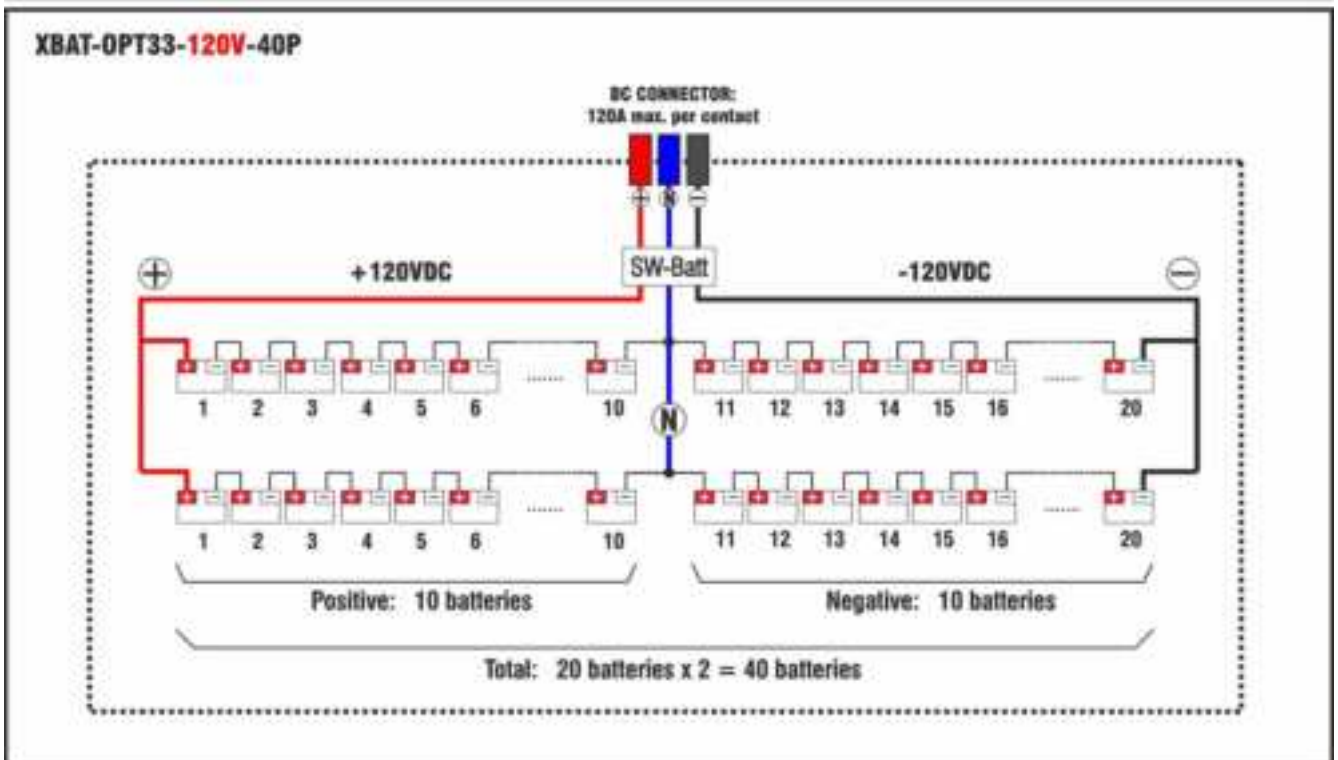 XBAT-OPT33-120V-40P
DC CONNECTOR:
120A max. per contact
+ N −
SW-Batt
+ +120VDC -120VDC −
+ − + − + − + − + − + − ...... + − + − + − + − + − + − + − ...... + −
1 2 3 4 5 6 10 11 12 13 14 15 16 20
N
+ − + − + − + − + − + − ...... + − + − + − + − + − + − + − ...... + −
1 2 3 4 5 6 10 11 12 13 14 15 16 20
Positive: 10 batteries Negative: 10 batteries
Total: 20 batteries x 2 = 40 batteries